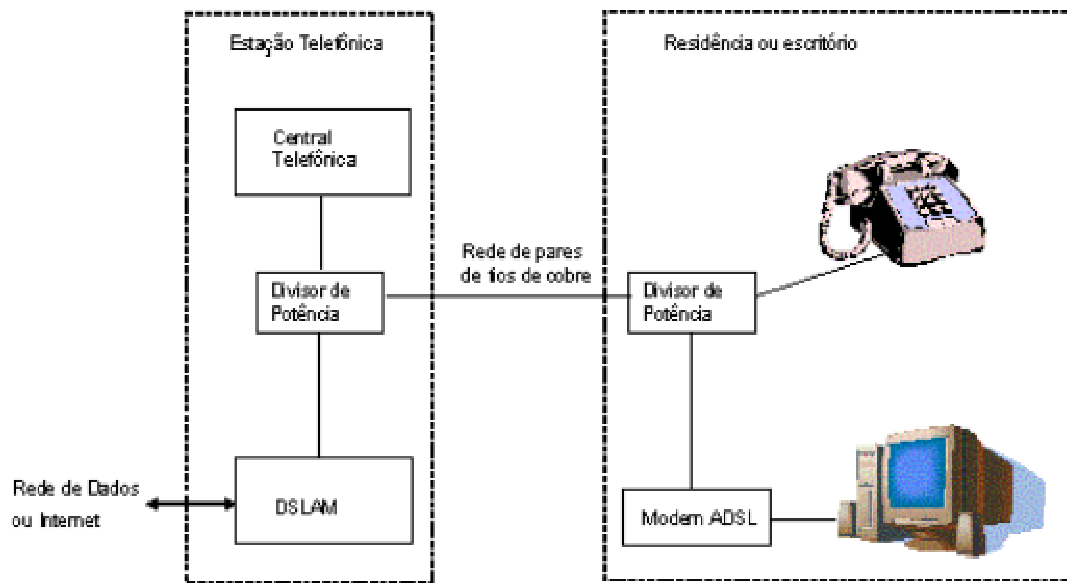 Estação Telefônica
Residência ou escritório
Central
Telefônica
Rede de pares
de fios de cobre
Divisor de
Potência
Divisor de
Potência
Rede de Dados
ou Internet
DSLAM
Modem ADSL